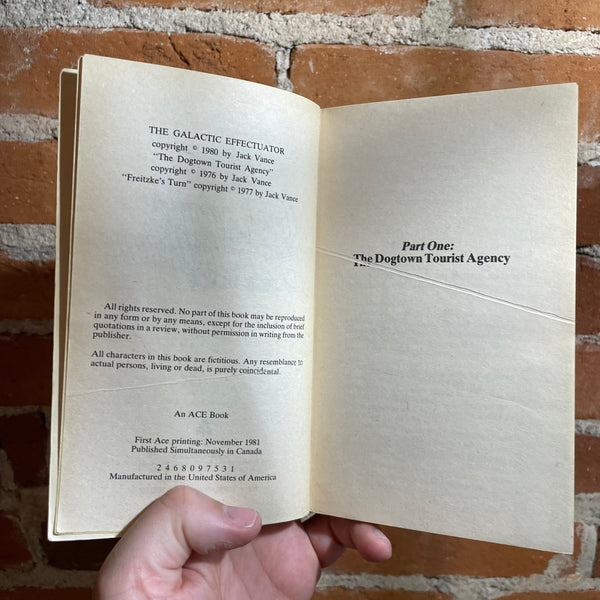 THE GALACTIC EFFECTUATOR
copyright © 1980 by Jack Vance
"The Dogtown Tourist Agency"
copyright © 1976 by Jack Vance
"Freitzke's Turn" copyright © 1977 by Jack Vance
All rights reserved. No part of this book may be reproduced
in any form or by any means, except for the inclusion of brief
quotations in a review, without permission in writing from the
publisher.
All characters in this book are fictitious. Any resemblance to
actual persons, living or dead, is purely coincidental.
An ACE Book
First Ace printing: November 1981
Published Simultaneously in Canada
2 4 6 8 0 9 7 5 3 1
Manufactured in the United States of America
Part One:
The Dogtown Tourist Agency